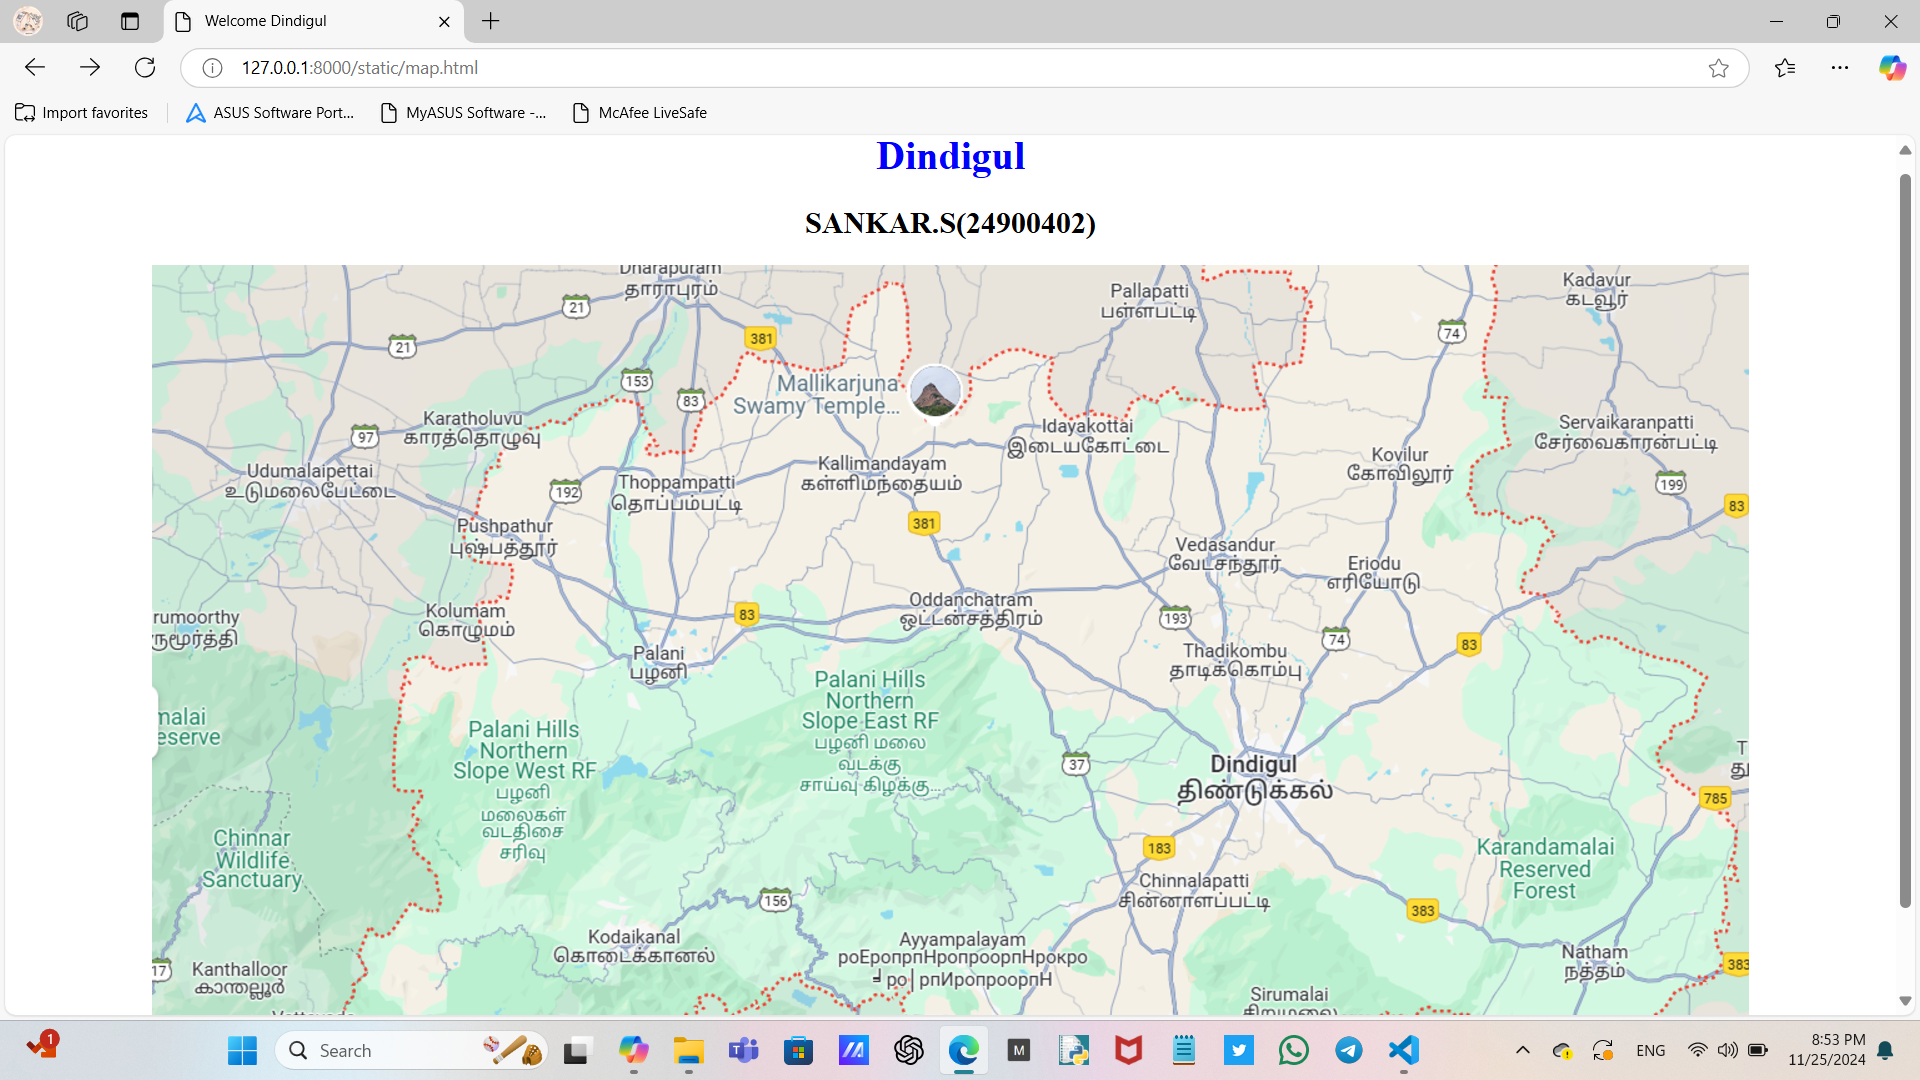 Welcome Dindigul
127.0.0.1:8000/static/map.html
Import favorites
ASUS Software Port...
MyASUS Software -...
McAfee LiveSafe
Dindigul
SANKAR.S(24900402)
Dharapuram
தாராபுரம்
21
21
381
153
83
Mallikarjuna
Swamy Temple...
Pallapatti
பள்ளபட்டி
74
Kadavur
கடவூர்
Karatholuvu
காரத்தொழுவு
97
Udumalaipettai
உடுமலைபேட்டை
192
Thoppampatti
தொப்பம்பட்டி
Kallimandayam
கள்ளிமந்தையம்
Idayakottai
இடையகோட்டை
Kovilur
கோவிலூர்
Servaikaranpatti
சேர்வைகாரன்பட்டி
199
83
Pushpathur
புஷ்பத்தூர்
381
Vedasandur
வேடசந்தூர்
Eriodu
எரியோடு
rumoorthy
ருமூர்த்தி
Kolumam
கொழுமம்
83
Oddanchatram
ஒட்டன்சத்திரம்
193
74
83
Palani
பழனி
Thadikombu
தாடிக்கொம்பு
malai
eserve
Palani Hills
Northern
Slope West RF
பழனி
மலைகள்
வடதிசை
சரிவு
Palani Hills
Northern
Slope East RF
பழனி மலை
வடக்கு
சாய்வு கிழக்கு...
37
Dindigul
திண்டுக்கல்
T
து
785
Chinnar
Wildlife
Sanctuary
183
Karandamalai
Reserved
Forest
156
Chinnalapatti
சின்னாளப்பட்டி
383
Kodaikanal
கொடைக்கானல்
Ayyampalayam
роЕропрпНропроорпНрокро
┘ ро│рпИропроорпН
Natham
நத்தம்
383
17
Kanthalloor
காந்தல்லூர்
Sirumalai
சிறுமலை
1
Search
ENG
8:53 PM
11/25/2024